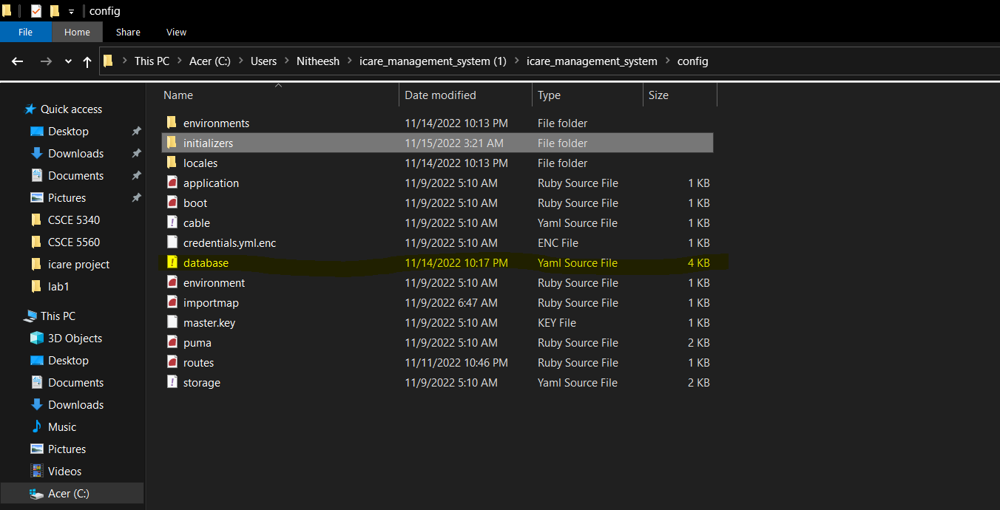 config
File Home Share View
This PC Acer (C:) Users Nitheesh icare_management_system (1) icare_management_system config
Name Date modified Type Size
Quick access
Desktop
Downloads
Documents
Pictures
CSCE 5340
CSCE 5560
icare project
lab1
This PC
3D Objects
Desktop
Documents
Downloads
Music
Pictures
Videos
Acer (C:)
environments 11/14/2022 10:13 PM File folder
initializers 11/15/2022 3:21 AM File folder
locales 11/14/2022 10:13 PM File folder
application 11/9/2022 5:10 AM Ruby Source File 1 KB
boot 11/9/2022 5:10 AM Ruby Source File 1 KB
cable 11/9/2022 5:10 AM Yaml Source File 1 KB
credentials.yml.enc 11/9/2022 5:10 AM ENC File 1 KB
database 11/14/2022 10:17 PM Yaml Source File 4 KB
environment 11/9/2022 5:10 AM Ruby Source File 1 KB
importmap 11/9/2022 6:47 AM Ruby Source File 1 KB
master.key 11/9/2022 5:10 AM KEY File 1 KB
puma 11/9/2022 5:10 AM Ruby Source File 2 KB
routes 11/11/2022 10:46 PM Ruby Source File 1 KB
storage 11/9/2022 5:10 AM Yaml Source File 2 KB